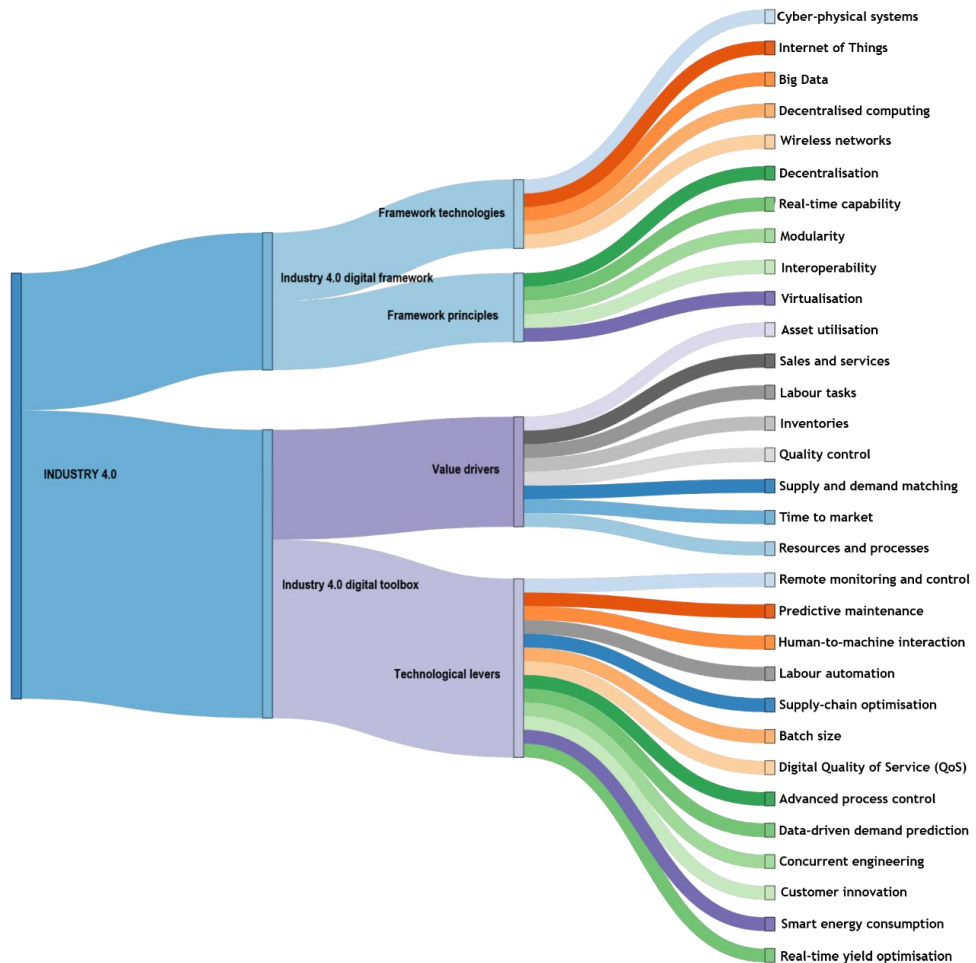 Cyber-physical systems
Internet of Things
Big Data
Decentralised computing
Wireless networks
Decentralisation
Framework technologies
Real-time capability
Modularity
Interoperability
Industry 4.0 digital framework
Virtualisation
Framework principles
Asset utilisation
Sales and services
Labour tasks
Inventories
Quality control
Value drivers
INDUSTRY 4.0
Supply and demand matching
Time to market
Resources and processes
Remote monitoring and control
Industry 4.0 digital toolbox
Predictive maintenance
Human-to-machine interaction
Labour automation
Technological levers
Supply-chain optimisation
Batch size
Digital Quality of Service (QoS)
Advanced process control
Data-driven demand prediction
Concurrent engineering
Customer innovation
Smart energy consumption
Real-time yield optimisation